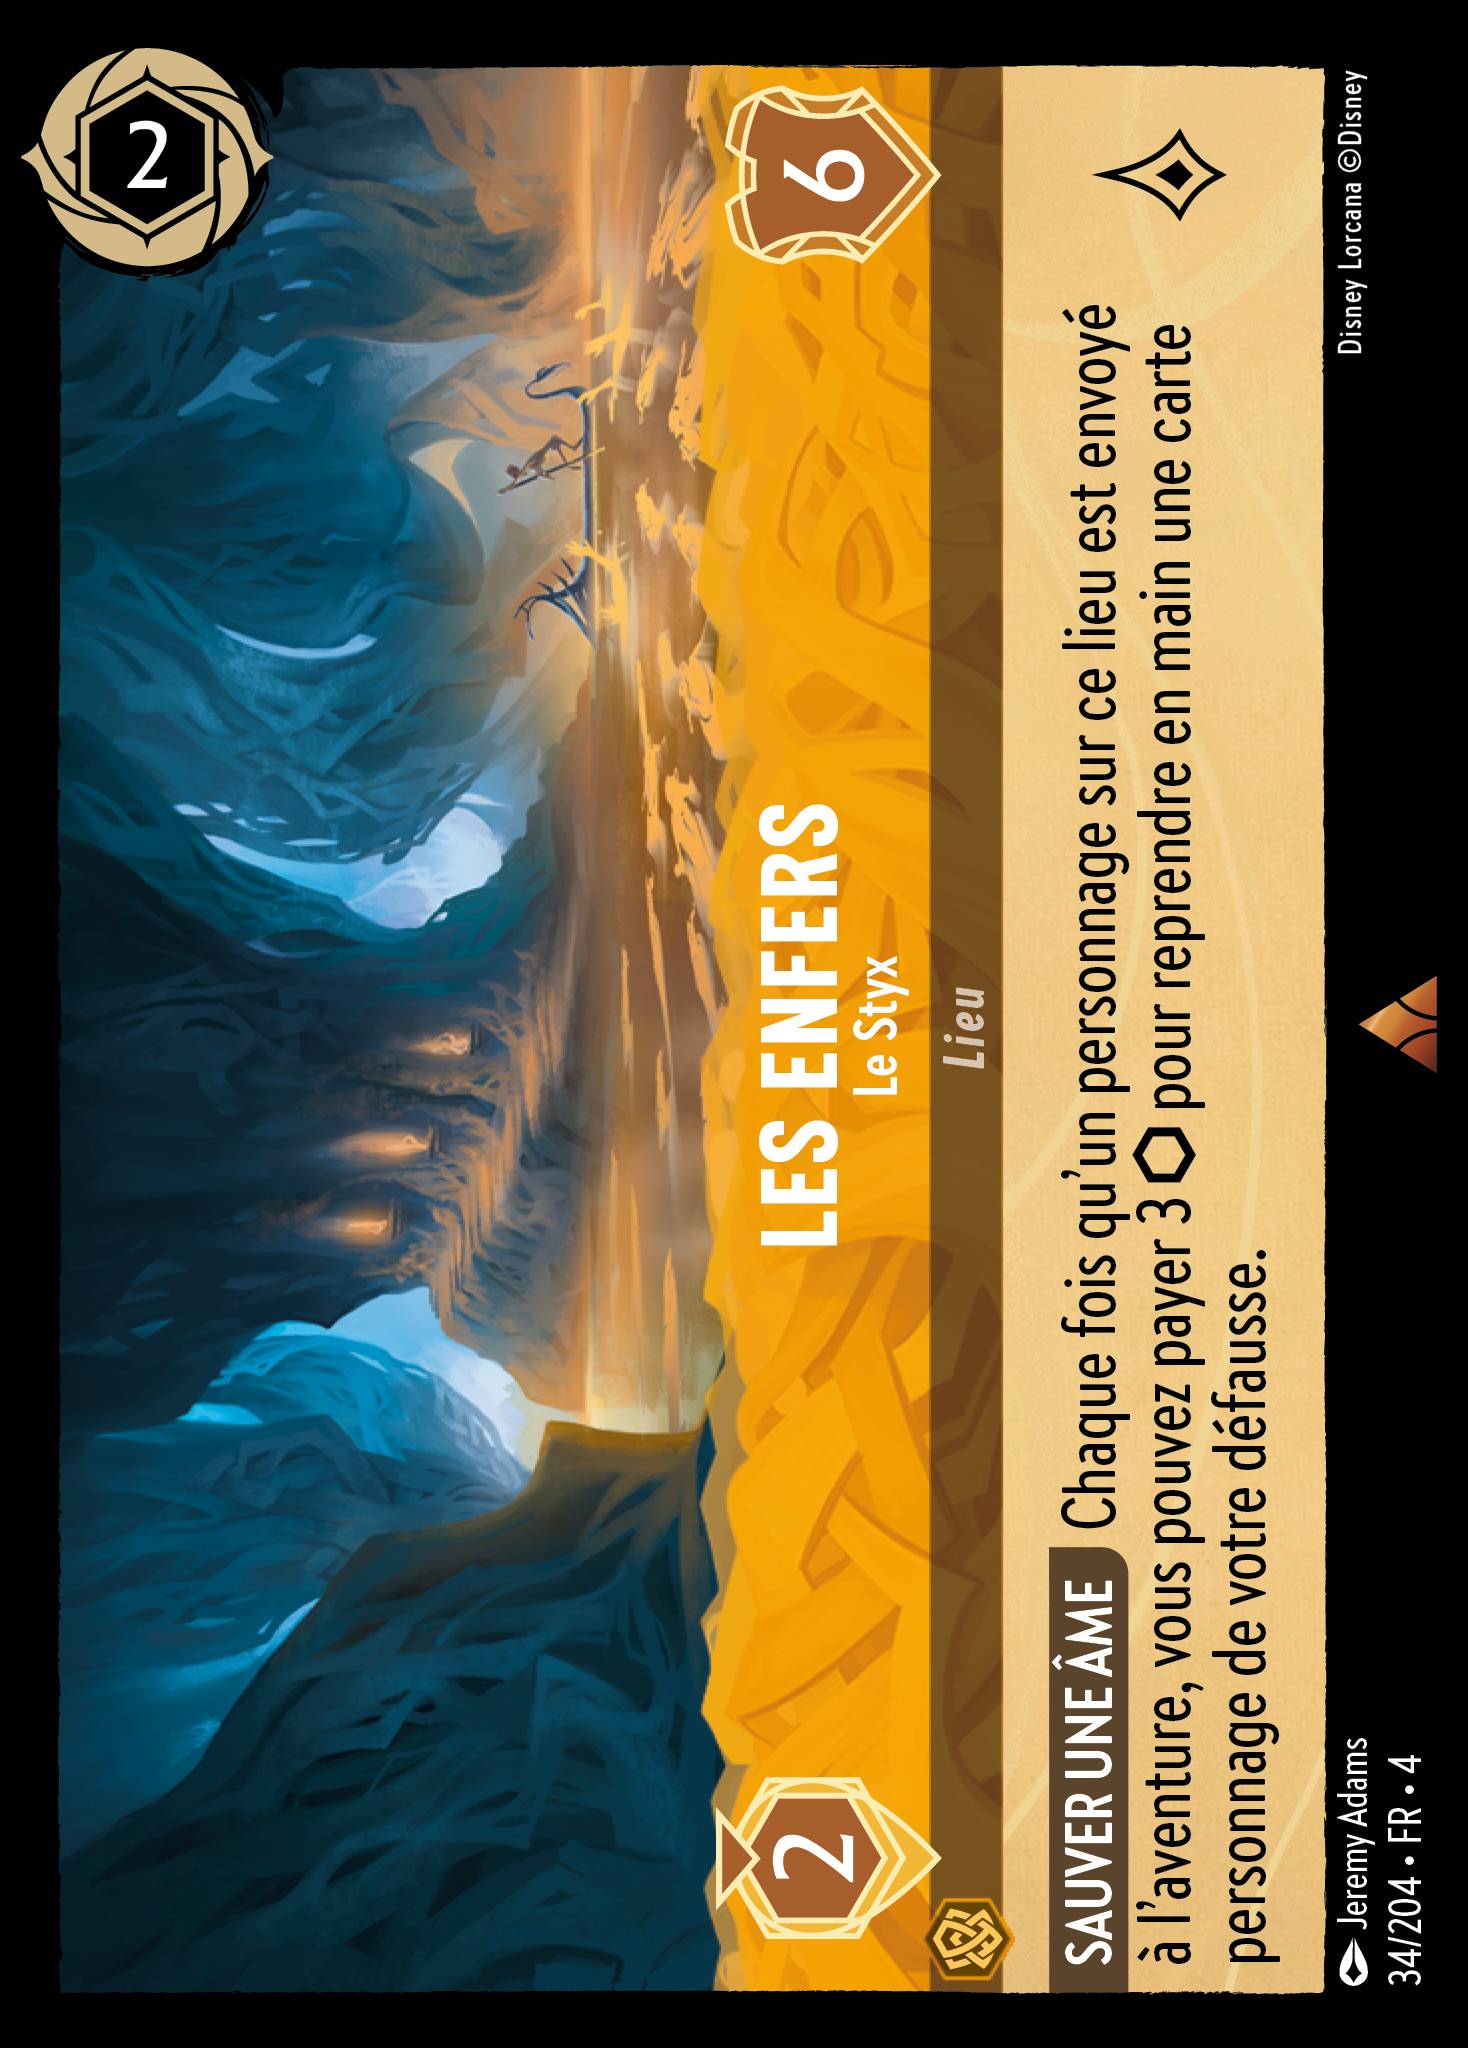 2
LES ENFERS
Le Styx
2
6
Lieu
SAUVER UNE ÂME Chaque fois qu'un personnage sur ce lieu est envoyé
à l'aventure, vous pouvez payer 3 ⬡ pour reprendre en main une carte
personnage de votre défausse.
Jeremy Adams
34/204 • FR • 4
Disney Lorcana ©Disney